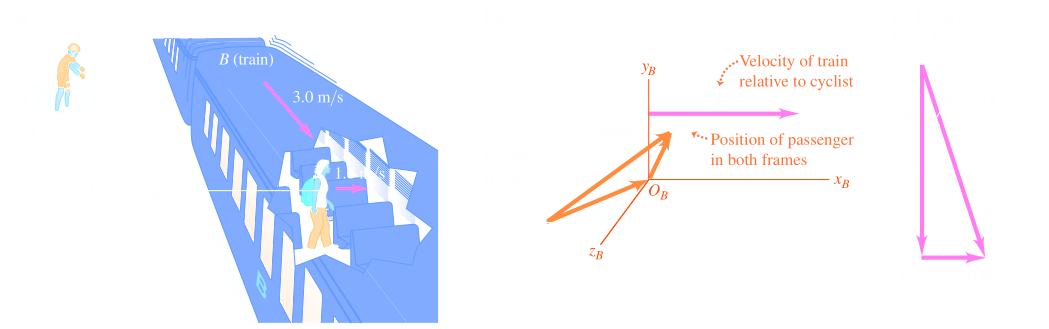 B (train)
3.0 m/s
y_B
Velocity of train
relative to cyclist
Position of passenger
in both frames
x_B
O_B
z_B